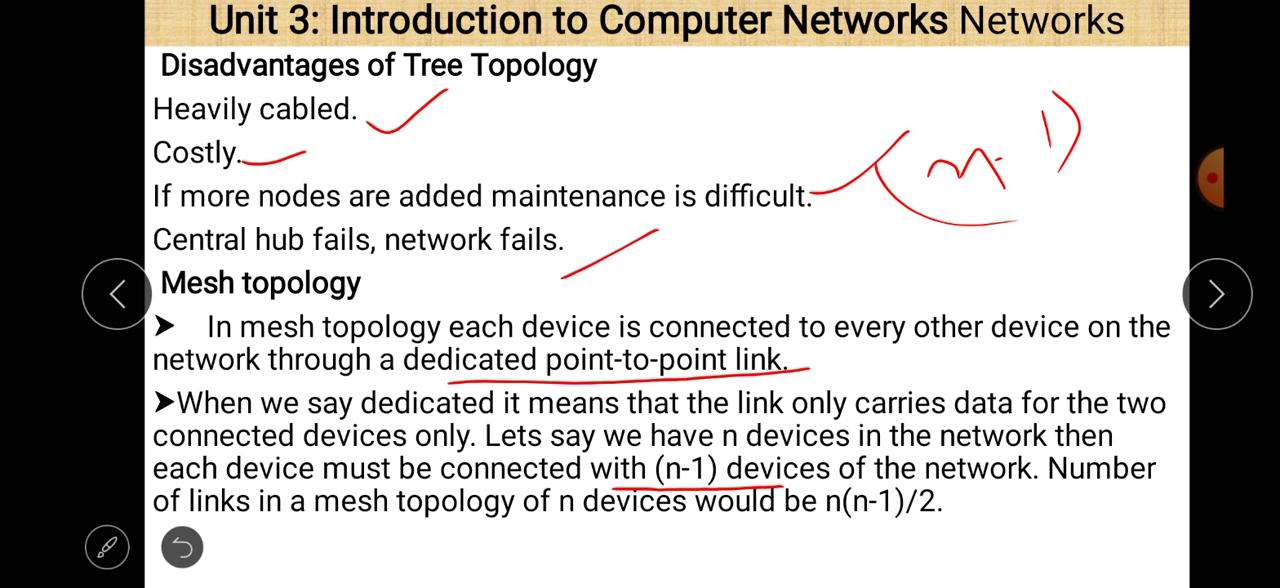 Unit 3: Introduction to Computer Networks Networks
Disadvantages of Tree Topology
Heavily cabled.
Costly.
If more nodes are added maintenance is difficult.
(n-1)
Central hub fails, network fails.
Mesh topology
➤ In mesh topology each device is connected to every other device on the
network through a dedicated point-to-point link.
➤When we say dedicated it means that the link only carries data for the two
connected devices only. Lets say we have n devices in the network then
each device must be connected with (n-1) devices of the network. Number
of links in a mesh topology of n devices would be n(n-1)/2.